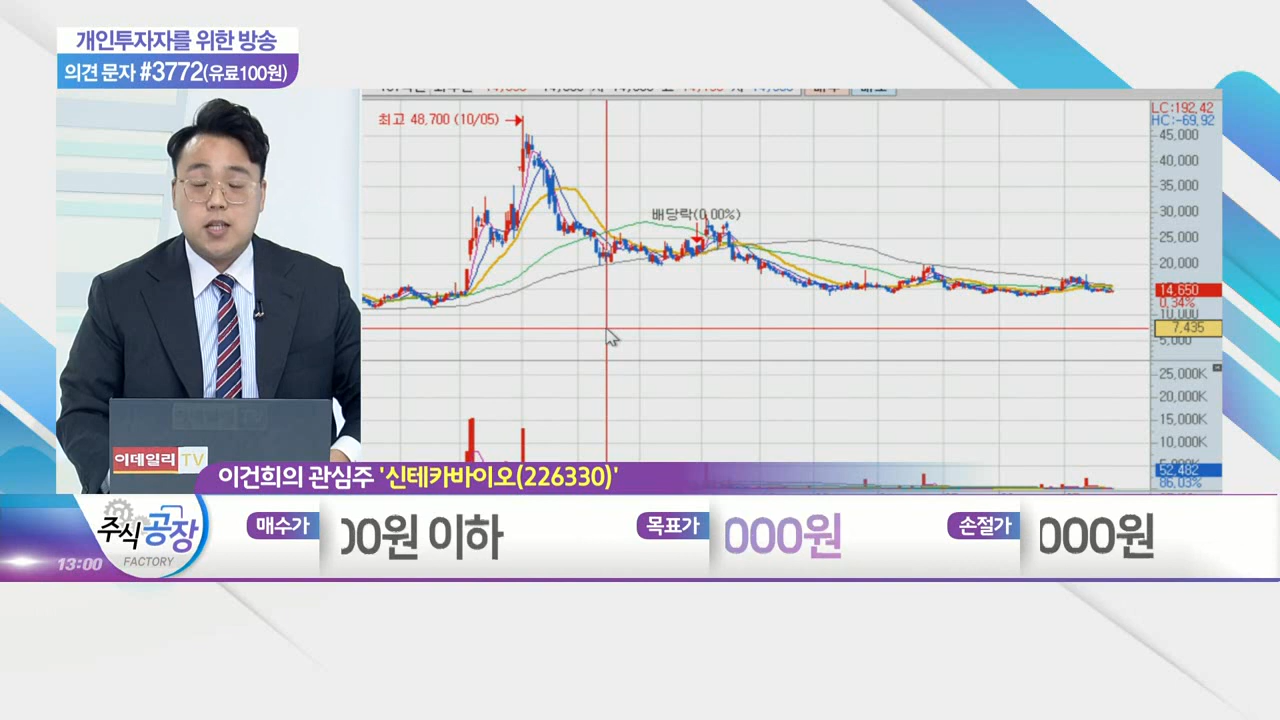 개인투자자를 위한 방송
의견 문자 #3772(유료100원)
최고 48,700 (10/05)
배당락(0.00%)
LC:192.42
HC:-69.92
45,000
40,000
35,000
30,000
25,000
20,000
14,650
0.34%
10,000
7,435
5,000
25,000K
20,000K
15,000K
10,000K
52,482
86.03%
이데일리 TV
이건희의 관심주 '신테카바이오(226330)'
주식공장
FACTORY
13:00
매수가
00원 이하
목표가
000원
손절가
000원